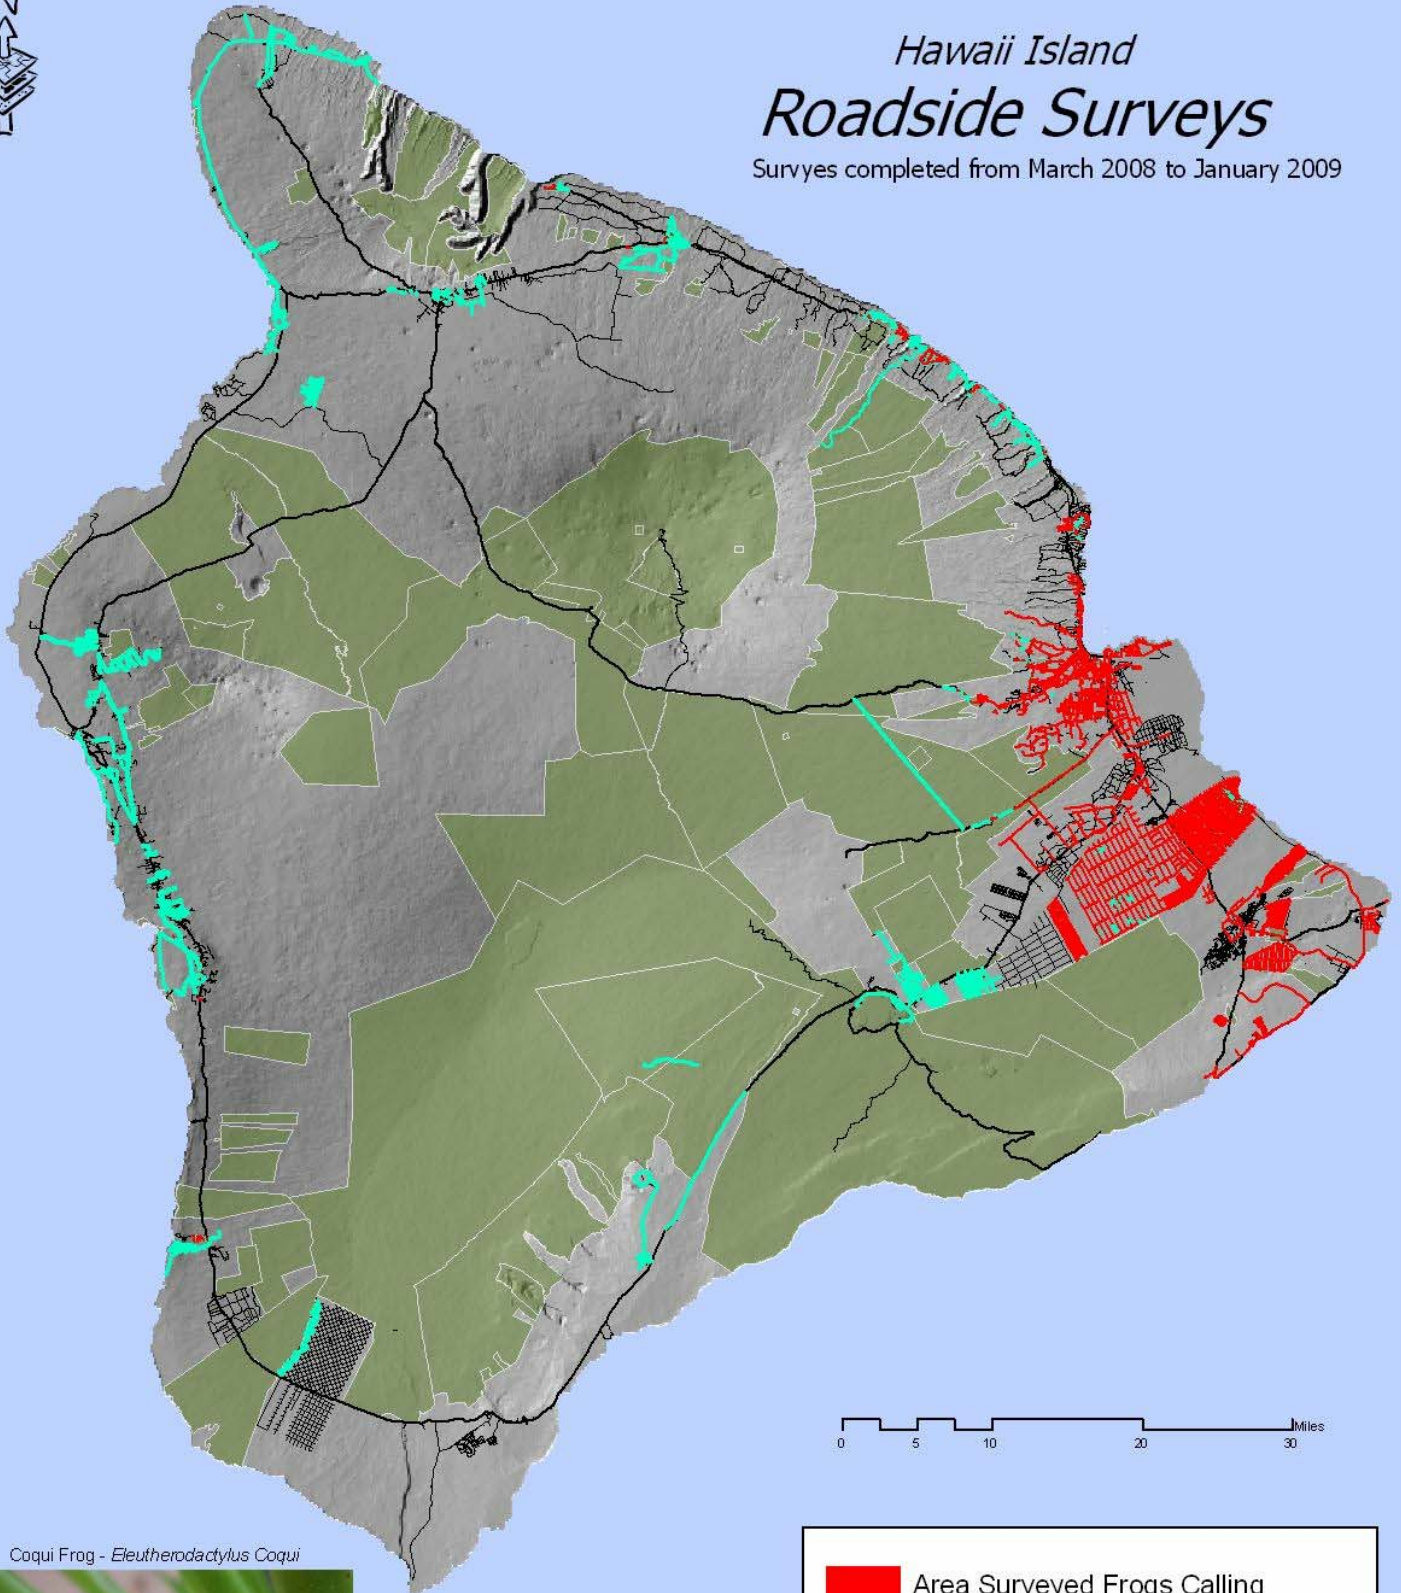 Hawaii Island
Roadside Surveys
Survyes completed from March 2008 to January 2009
Miles
0 5 10 20 30
Coqui Frog - Eleutherodactylus Coqui
Area Surveyed Frogs Calling